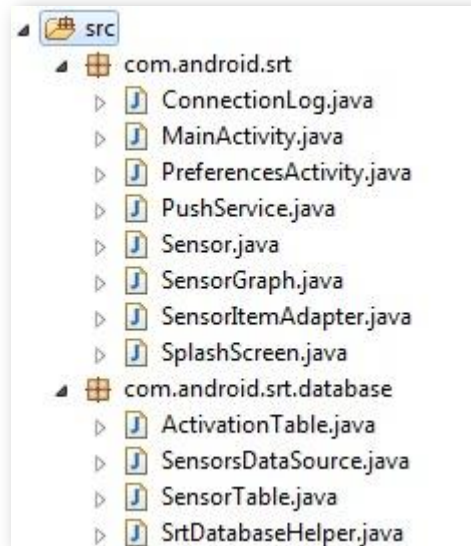 src
com.android.srt
ConnectionLog.java
MainActivity.java
PreferencesActivity.java
PushService.java
Sensor.java
SensorGraph.java
SensorItemAdapter.java
SplashScreen.java
com.android.srt.database
ActivationTable.java
SensorsDataSource.java
SensorTable.java
SrtDatabaseHelper.java